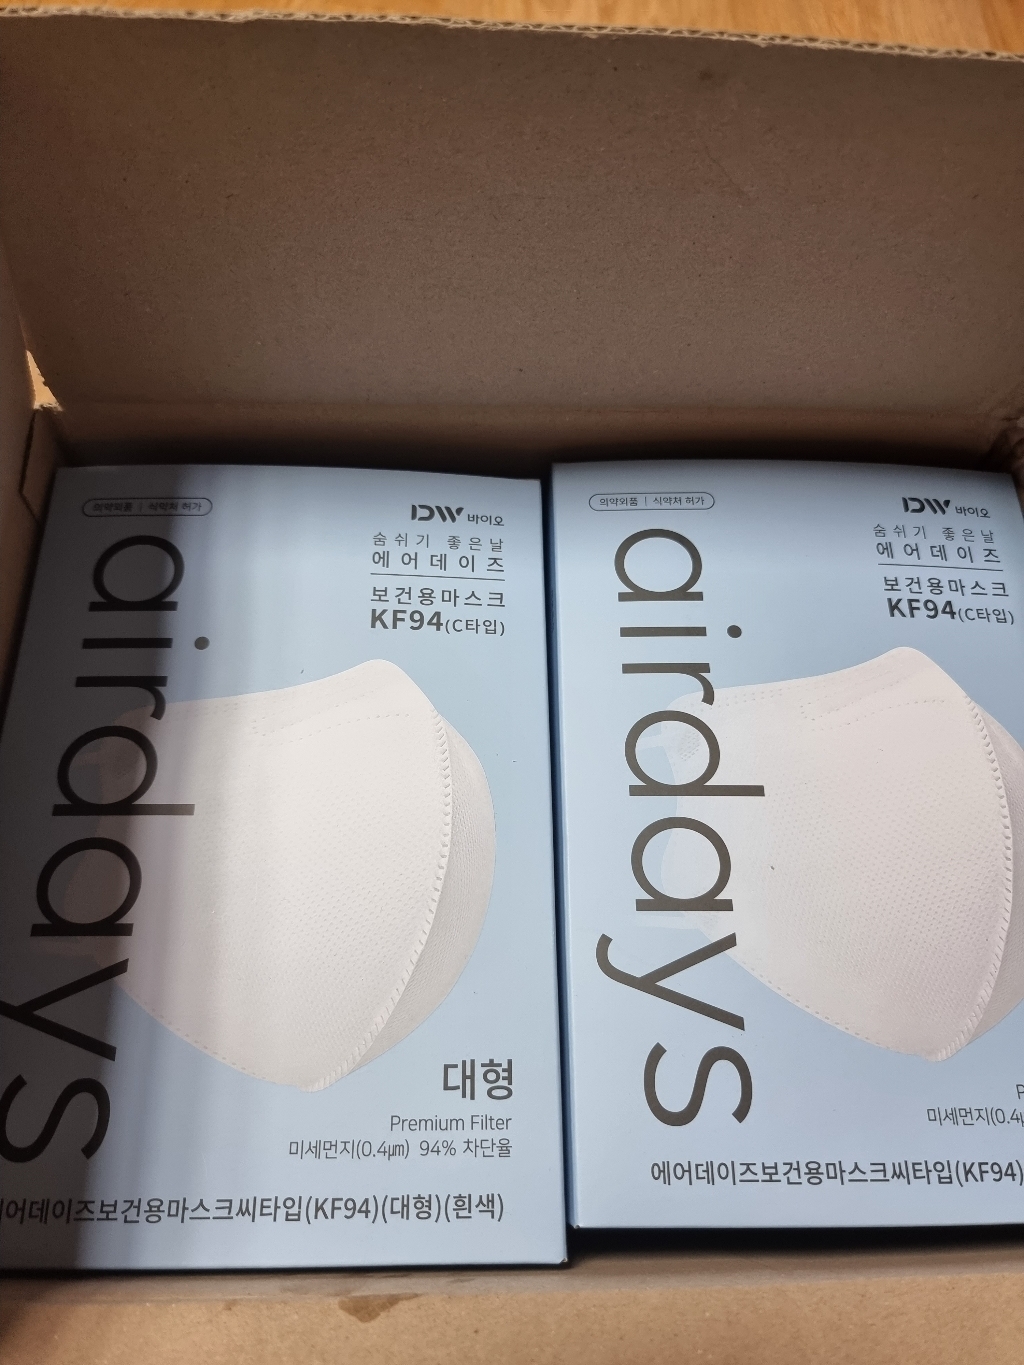 의약외품 | 식약처 허가
DW 바이오
숨쉬기 좋은날
에어데이즈
보건용마스크
KF94(C타입)
airdays
대형
Premium Filter
미세먼지(0.4㎛) 94% 차단율
에어데이즈보건용마스크씨타입(KF94)(대형)(흰색)
의약외품 | 식약처 허가
DW 바이오
숨쉬기 좋은날
에어데이즈
보건용마스크
KF94(C타입)
airdays
P
미세먼지(0.4μ
에어데이즈보건용마스크씨타입(KF94)